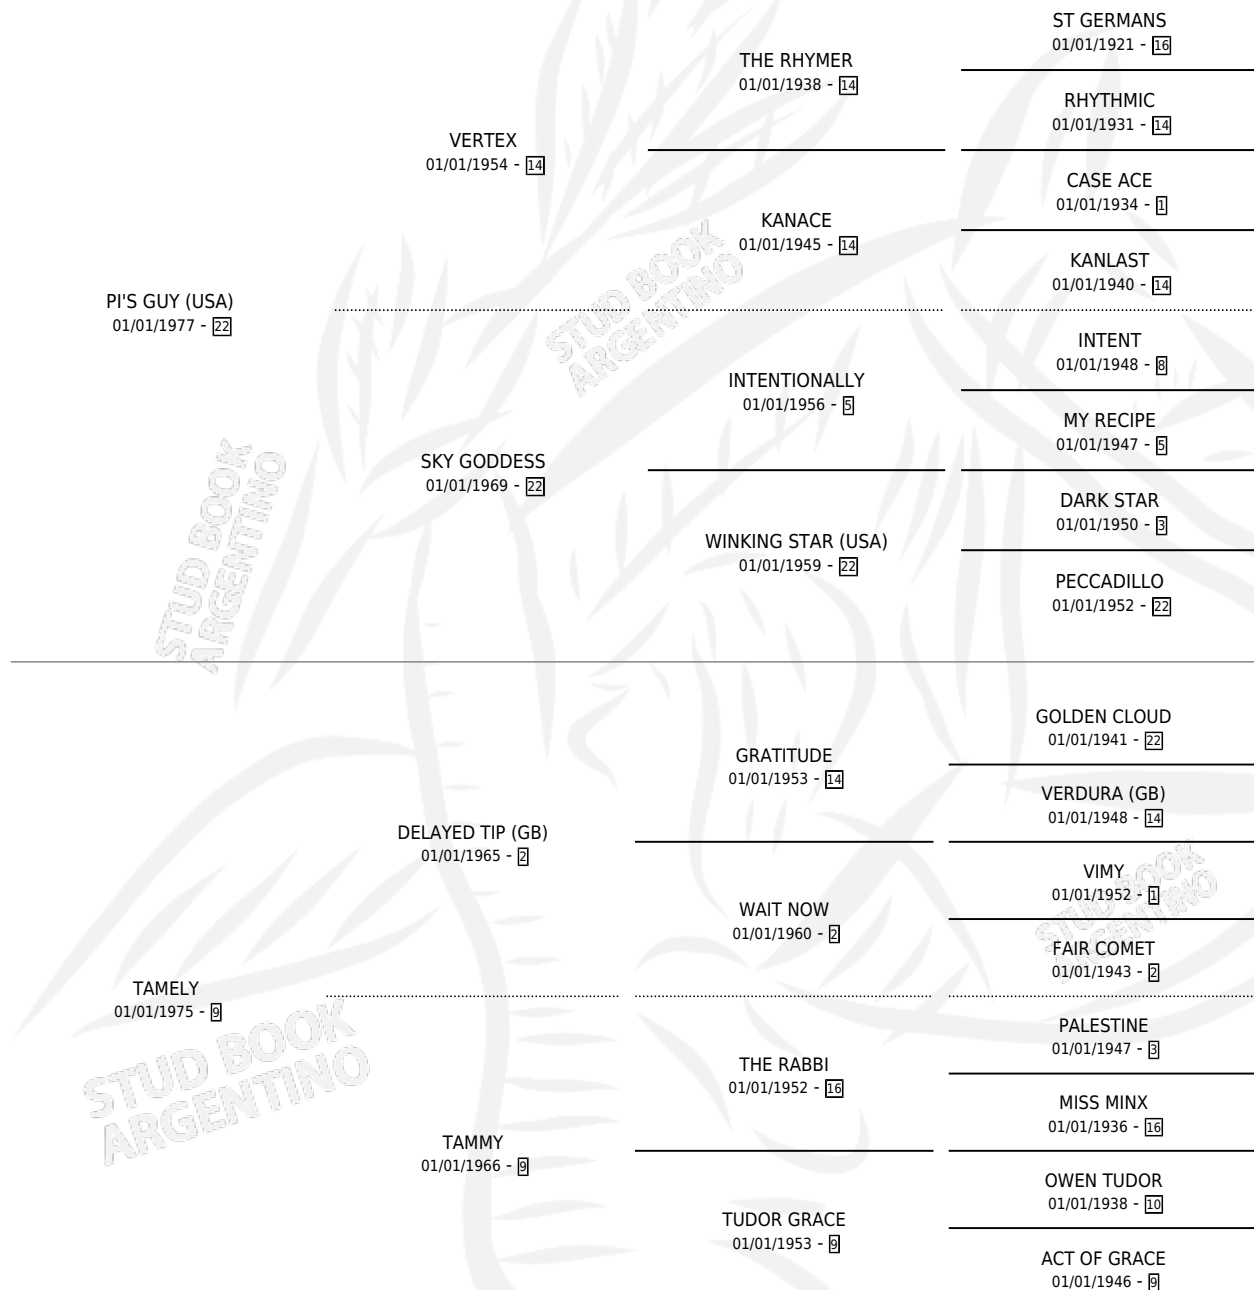 ST GERMANS
01/01/1921 - 16
THE RHYMER
01/01/1938 - 14
RHYTHMIC
01/01/1931 - 14
VERTEX
01/01/1954 - 14
CASE ACE
01/01/1934 - 1
KANACE
01/01/1945 - 14
KANLAST
01/01/1940 - 14
PI'S GUY (USA)
01/01/1977 - 22
INTENT
01/01/1948 - 8
INTENTIONALLY
01/01/1956 - 5
MY RECIPE
01/01/1947 - 5
SKY GODDESS
01/01/1969 - 22
DARK STAR
01/01/1950 - 3
WINKING STAR (USA)
01/01/1959 - 22
PECCADILLO
01/01/1952 - 22
GOLDEN CLOUD
01/01/1941 - 22
GRATITUDE
01/01/1953 - 14
VERDURA (GB)
01/01/1948 - 14
DELAYED TIP (GB)
01/01/1965 - 2
VIMY
01/01/1952 - 1
WAIT NOW
01/01/1960 - 2
FAIR COMET
01/01/1943 - 2
TAMELY
01/01/1975 - 9
PALESTINE
01/01/1947 - 3
THE RABBI
01/01/1952 - 16
MISS MINX
01/01/1936 - 16
TAMMY
01/01/1966 - 9
OWEN TUDOR
01/01/1938 - 10
TUDOR GRACE
01/01/1953 - 9
ACT OF GRACE
01/01/1946 - 9
STUD BOOK
ARGENTINO
STUD BOOK
ARGENTINO
STUD BOOK
ARGENTINO
STUD BOOK
ARGENTINO